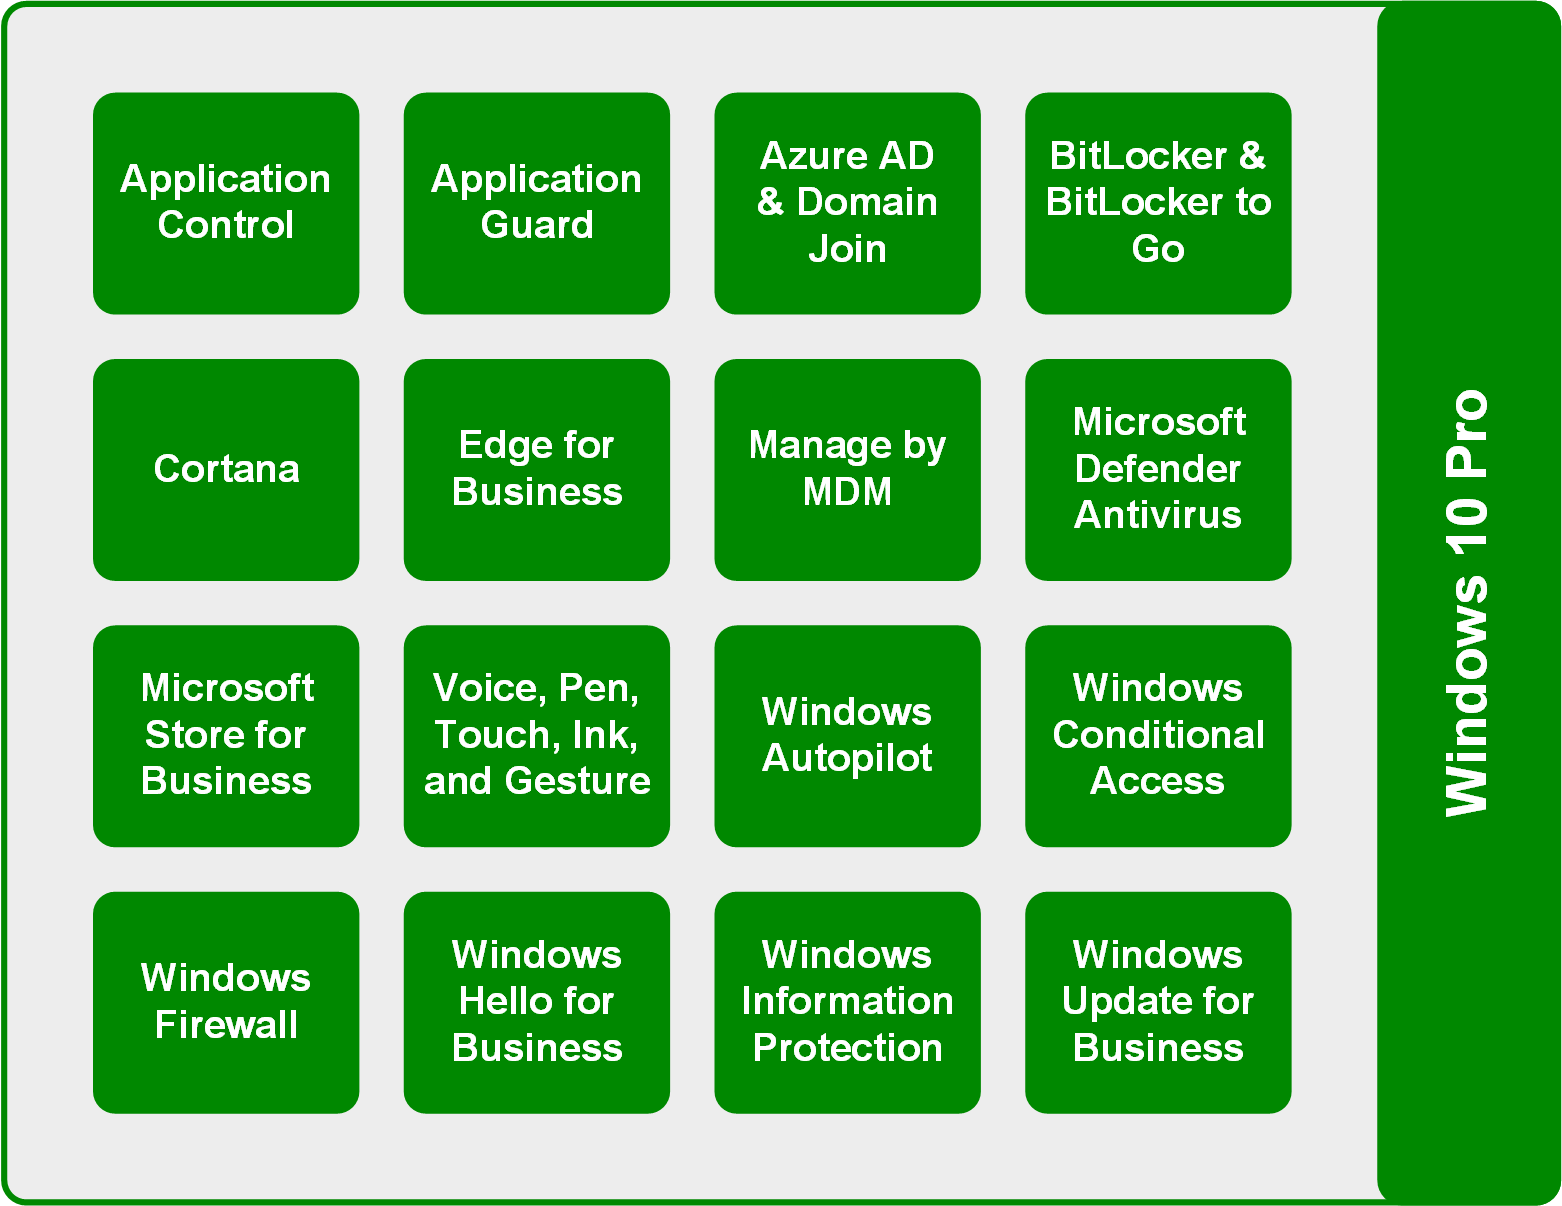 Application
Control
Application
Guard
Azure AD
& Domain
Join
BitLocker &
BitLocker to
Go
Cortana
Edge for
Business
Manage by
MDM
Microsoft
Defender
Antivirus
Microsoft
Store for
Business
Voice, Pen,
Touch, Ink,
and Gesture
Windows
Autopilot
Windows
Conditional
Access
Windows
Firewall
Windows
Hello for
Business
Windows
Information
Protection
Windows
Update for
Business
Windows 10 Pro